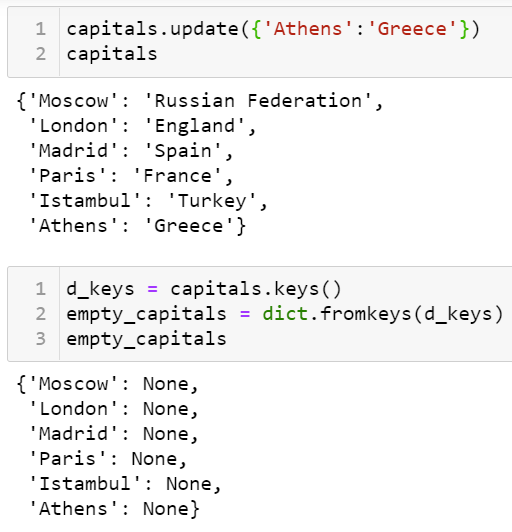 1 capitals.update({'Athens':'Greece'})
2 capitals
{'Moscow': 'Russian Federation',
'London': 'England',
'Madrid': 'Spain',
'Paris': 'France',
'Istambul': 'Turkey',
'Athens': 'Greece'}
1 d_keys = capitals.keys()
2 empty_capitals = dict.fromkeys(d_keys)
3 empty_capitals
{'Moscow': None,
'London': None,
'Madrid': None,
'Paris': None,
'Istambul': None,
'Athens': None}